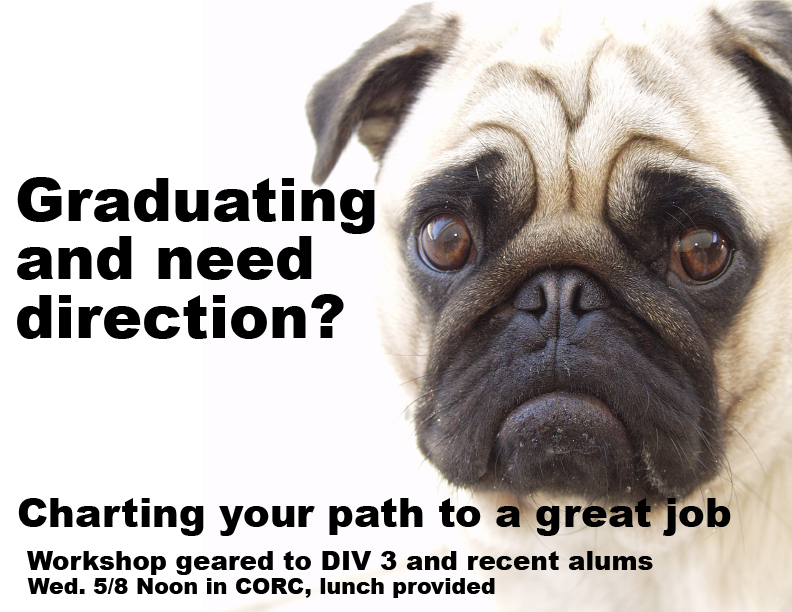 Graduating
and need
direction?
Charting your path to a great job
Workshop geared to DIV 3 and recent alums
Wed. 5/8 Noon in CORC, lunch provided